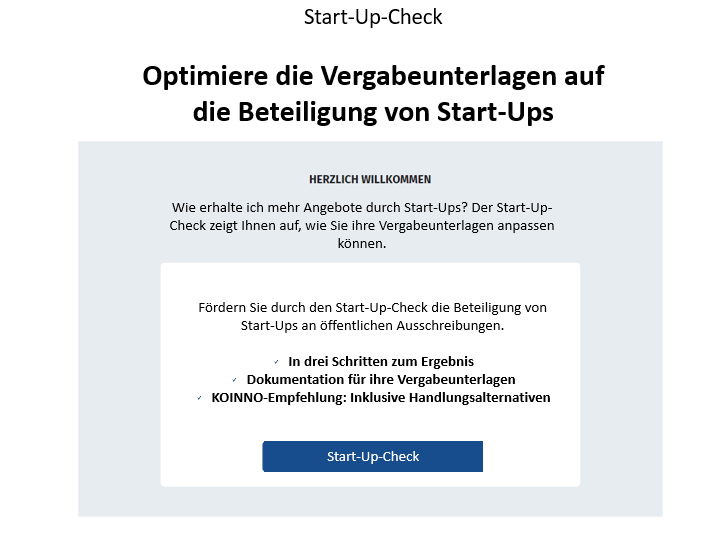 Start-Up-Check
Optimiere die Vergabeunterlagen auf
die Beteiligung von Start-Ups
HERZLICH WILLKOMMEN
Wie erhalte ich mehr Angebote durch Start-Ups? Der Start-Up-
Check zeigt Ihnen auf, wie Sie ihre Vergabeunterlagen anpassen
können.
Fördern Sie durch den Start-Up-Check die Beteiligung von
Start-Ups an öffentlichen Ausschreibungen.
✓ In drei Schritten zum Ergebnis
✓ Dokumentation für ihre Vergabeunterlagen
✓ KOINNO-Empfehlung: Inklusive Handlungsalternativen
Start-Up-Check